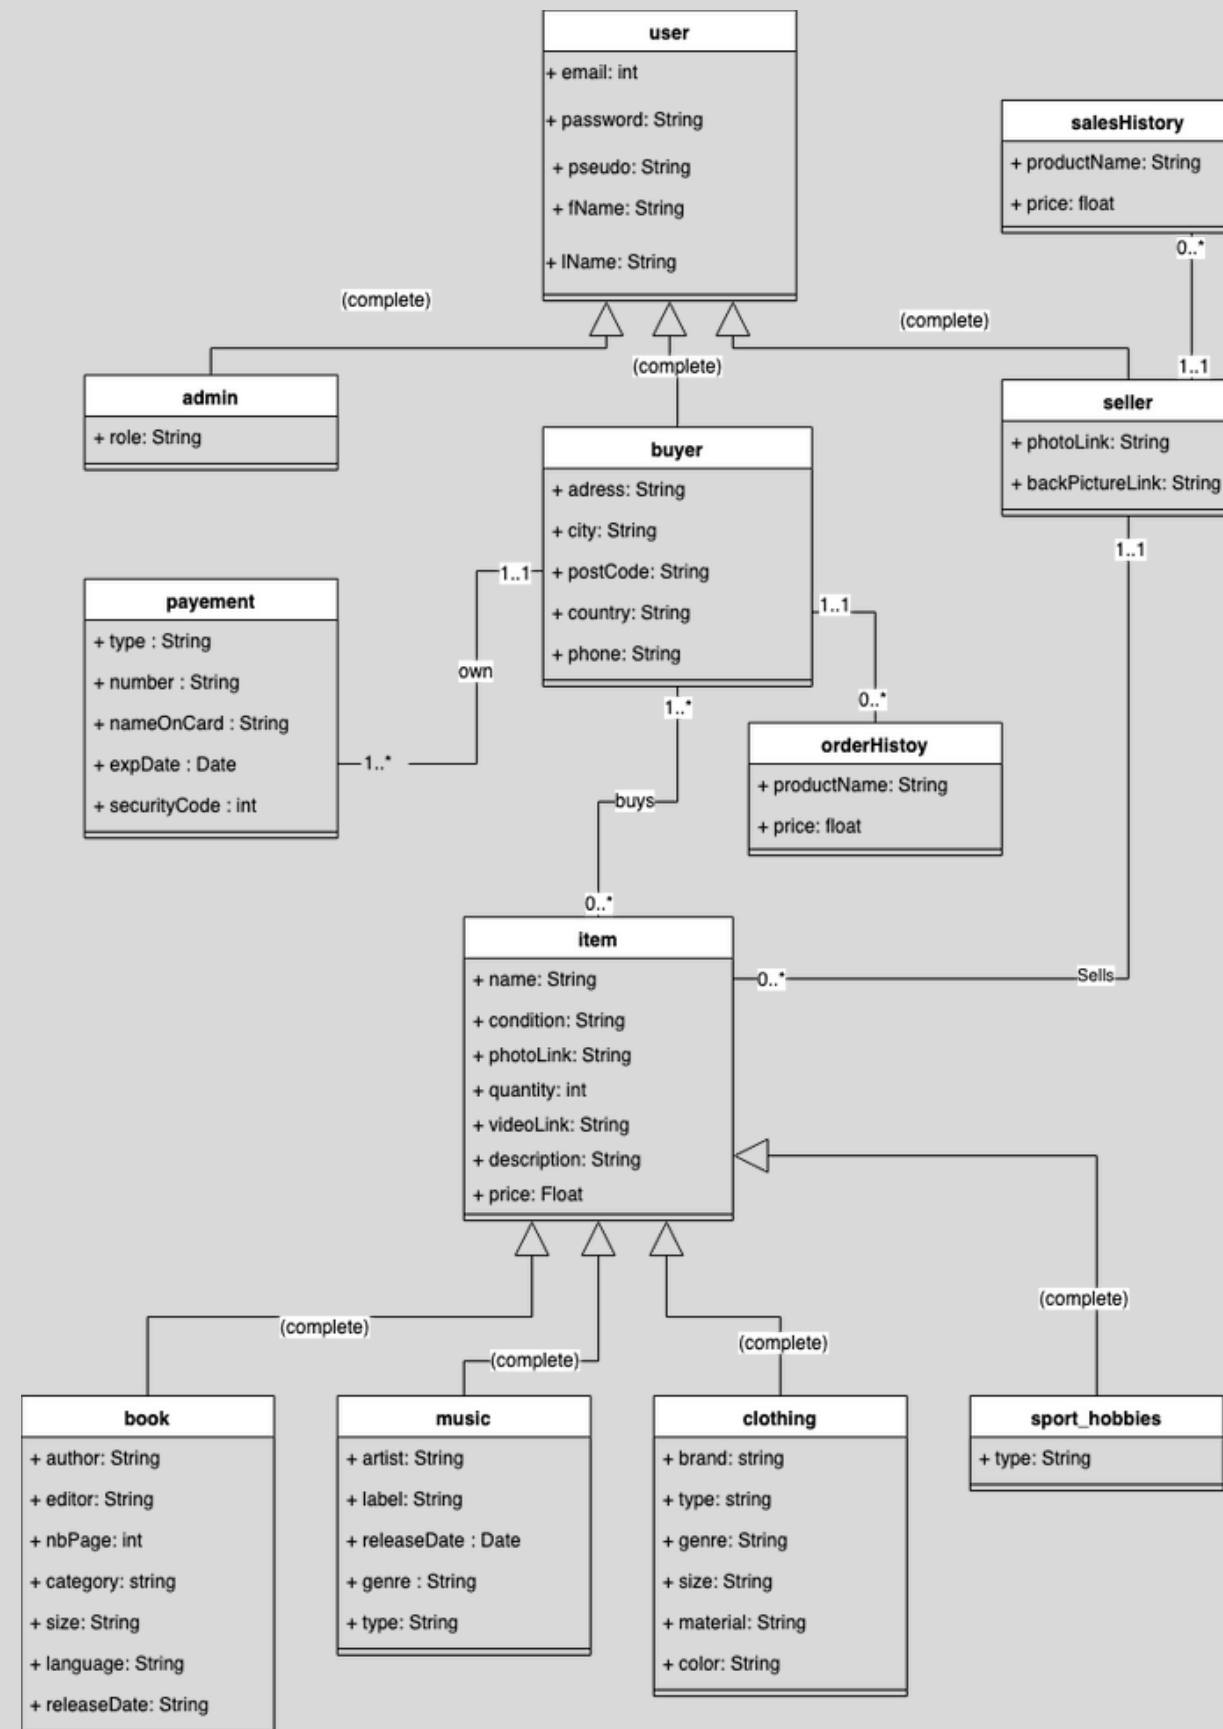 user
+ email: int
+ password: String
+ pseudo: String
+ fName: String
+ lName: String
salesHistory
+ productName: String
+ price: float
0..*
1..1
(complete)
(complete)
(complete)
admin
+ role: String
buyer
+ adress: String
+ city: String
+ postCode: String
+ country: String
+ phone: String
seller
+ photoLink: String
+ backPictureLink: String
1..1
1..1
1..1
payement
+ type : String
+ number : String
+ nameOnCard : String
+ expDate : Date
+ securityCode : int
own
1..*
1..*
0..*
orderHistoy
+ productName: String
+ price: float
buys
0..*
item
+ name: String
+ condition: String
+ photoLink: String
+ quantity: int
+ videoLink: String
+ description: String
+ price: Float
0..*
Sells
(complete)
(complete)
(complete)
(complete)
book
+ author: String
+ editor: String
+ nbPage: int
+ category: string
+ size: String
+ language: String
+ releaseDate: String
music
+ artist: String
+ label: String
+ releaseDate : Date
+ genre : String
+ type: String
clothing
+ brand: string
+ type: string
+ genre: String
+ size: String
+ material: String
+ color: String
sport_hobbies
+ type: String